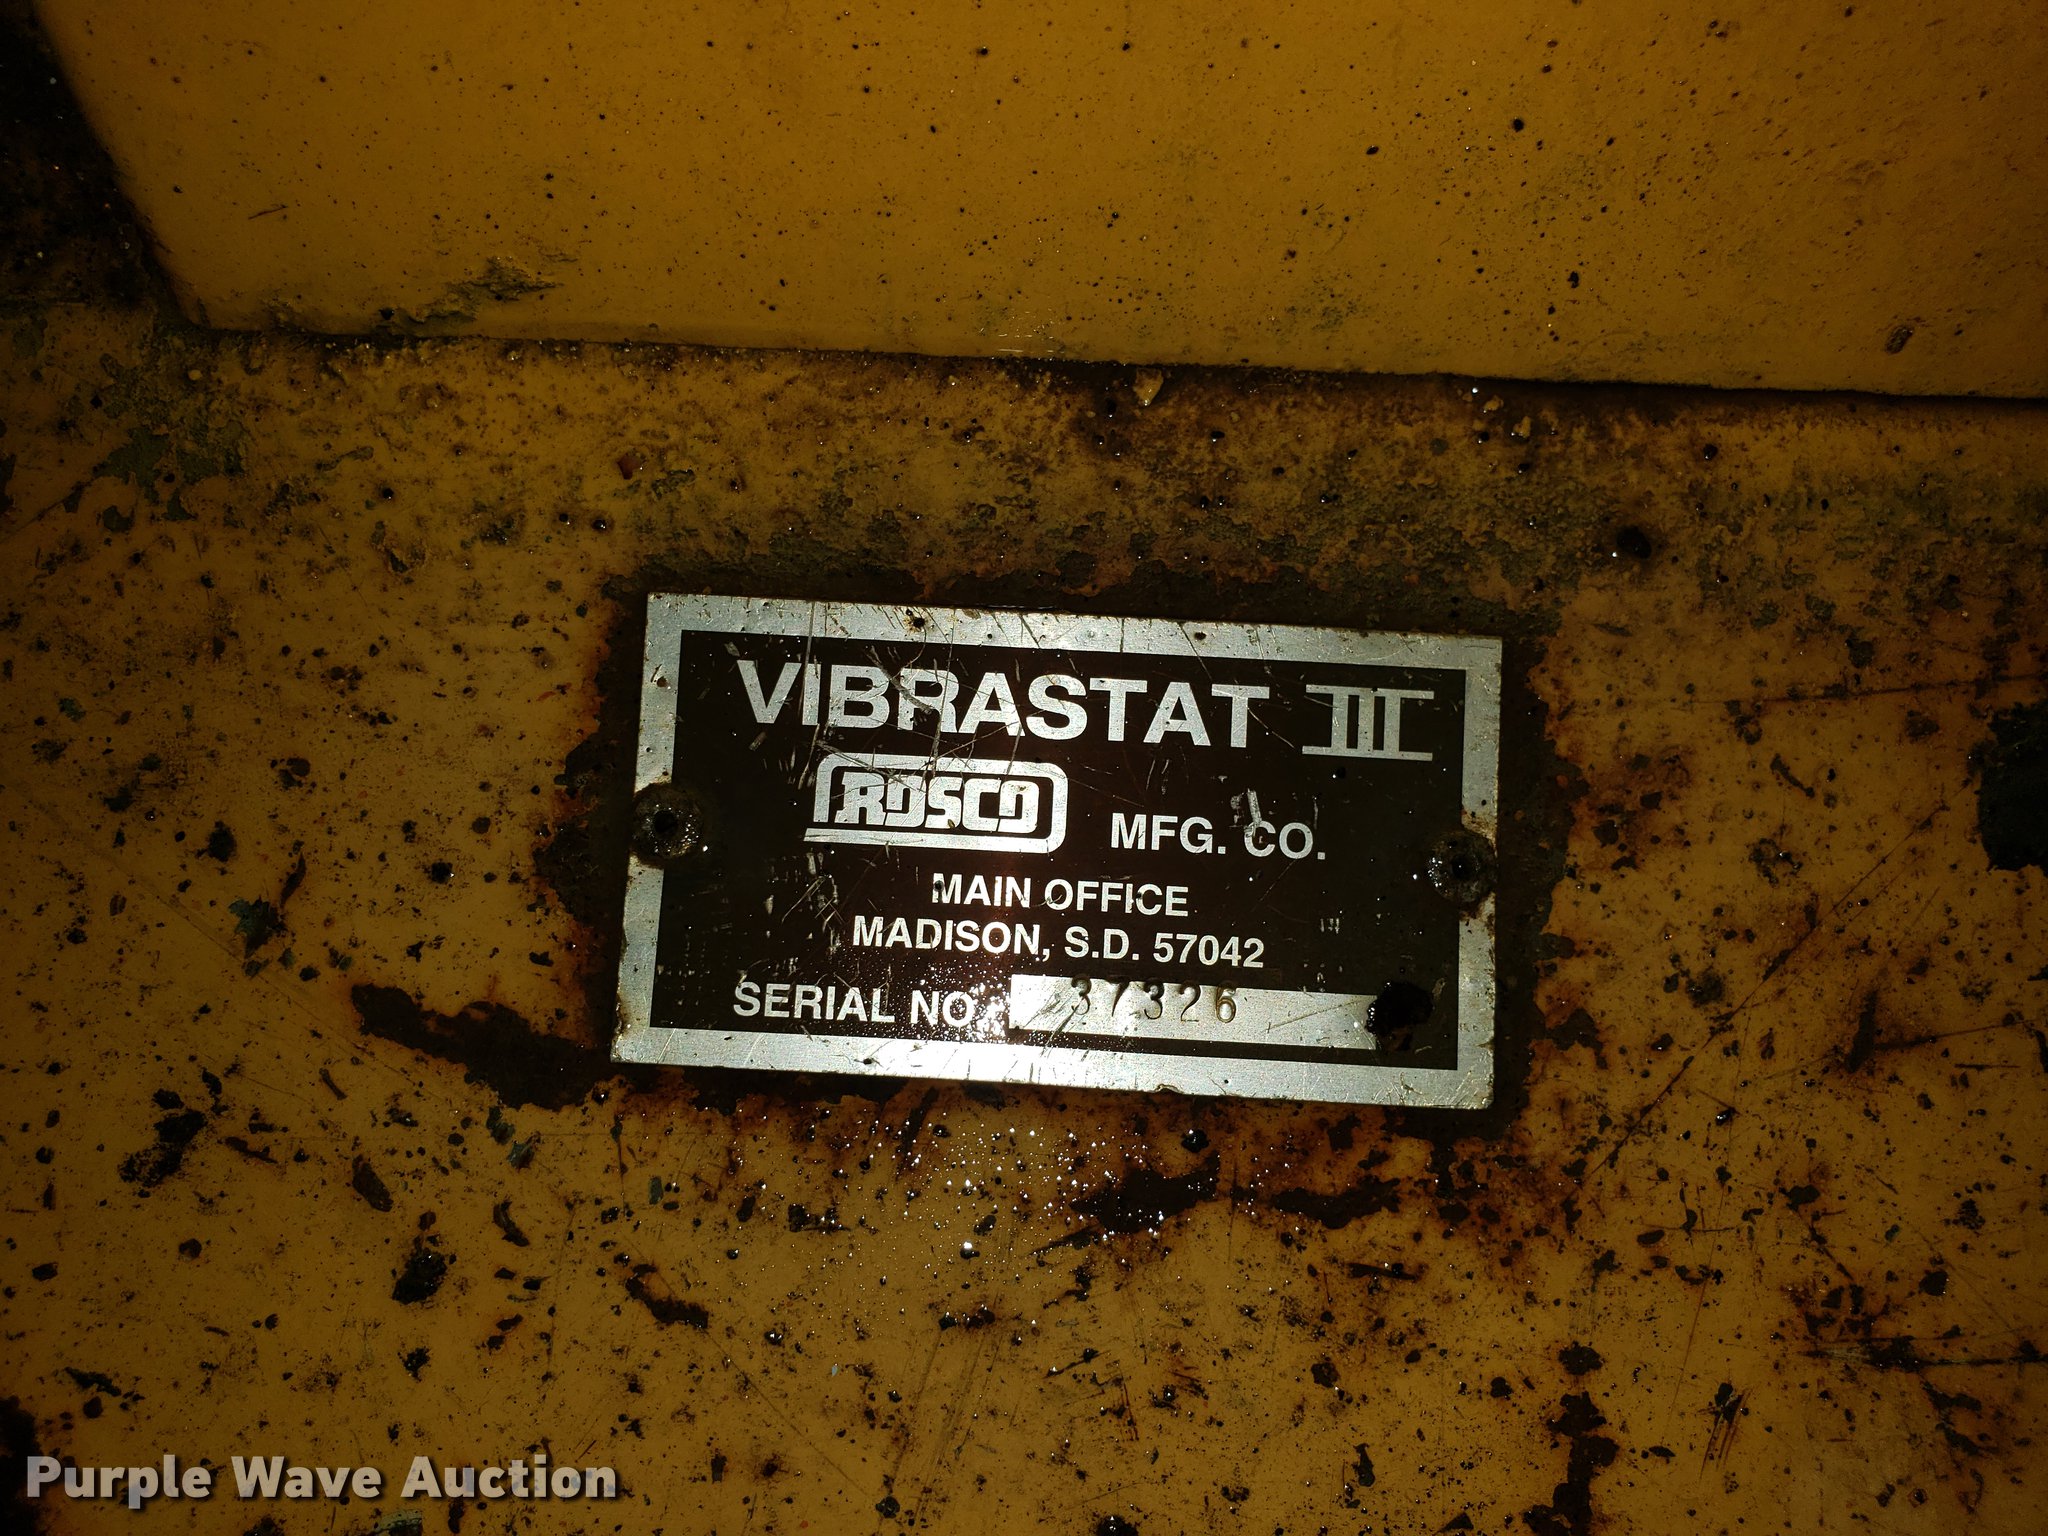 VIBRASTAT III
ROSCO MFG. CO.
MAIN OFFICE
MADISON, S.D. 57042
SERIAL NO. 37326
Purple Wave Auction